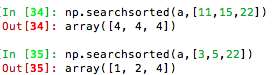 In [34]: np.searchsorted(a,[11,15,22])
Out[34]: array([4, 4, 4])
In [35]: np.searchsorted(a,[3,5,22])
Out[35]: array([1, 2, 4])